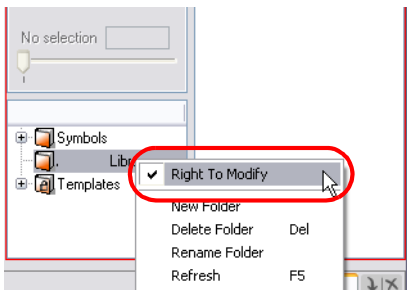 No selection
Symbols
. Libr
Right To Modify
Templates
New Folder
Delete Folder Del
Rename Folder
Refresh F5